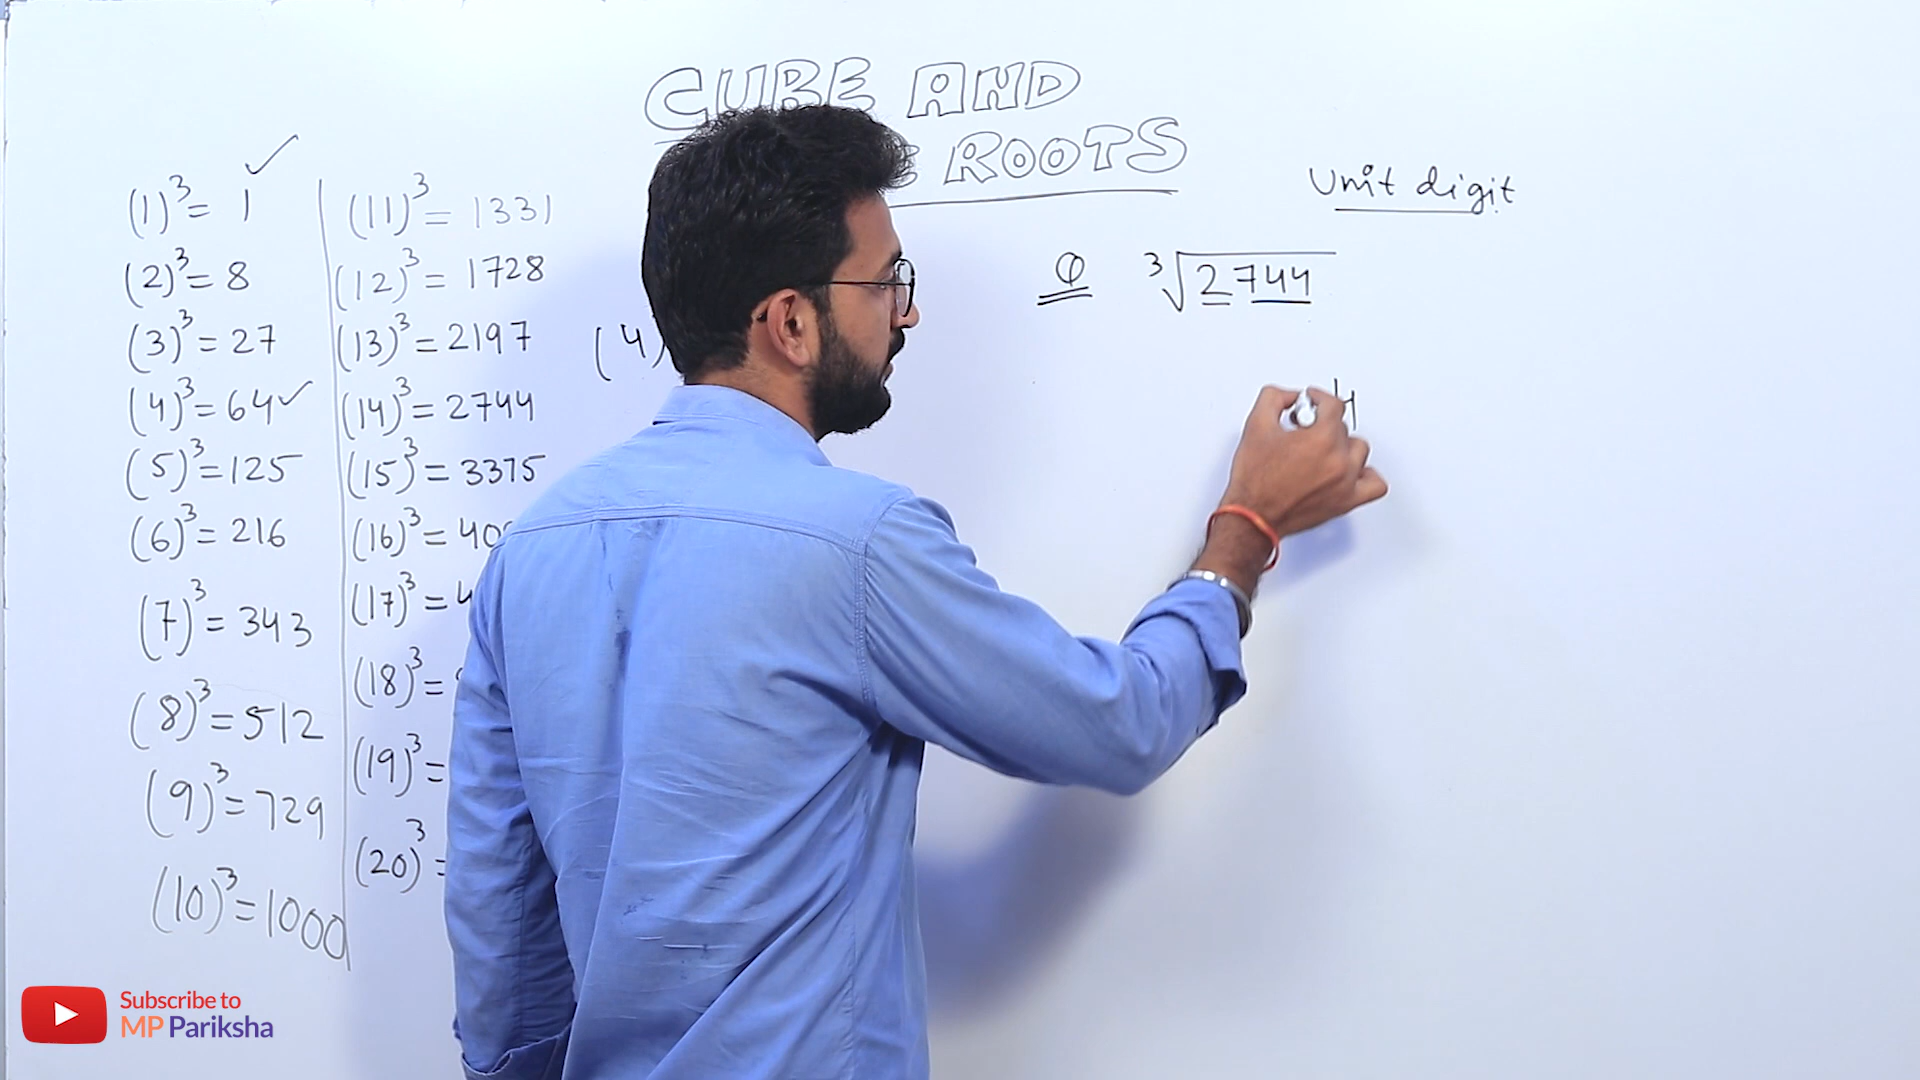 CUBE AND
ROOTS
(1)³ = 1 ✓
(2)³ = 8
(3)³ = 27
(4)³ = 64 ✓
(5)³ = 125
(6)³ = 216
(7)³ = 343
(8)³ = 512
(9)³ = 729
(10)³ = 1000
(11)³ = 1331
(12)³ = 1728
(13)³ = 2197
(14)³ = 2744
(15)³ = 3375
(16)³ = 40
(17)³ = 4
(18)³ =
(19)³ =
(20)³ =
(4)
Unit digit
Q ³√2744
4
Subscribe to
MP Pariksha